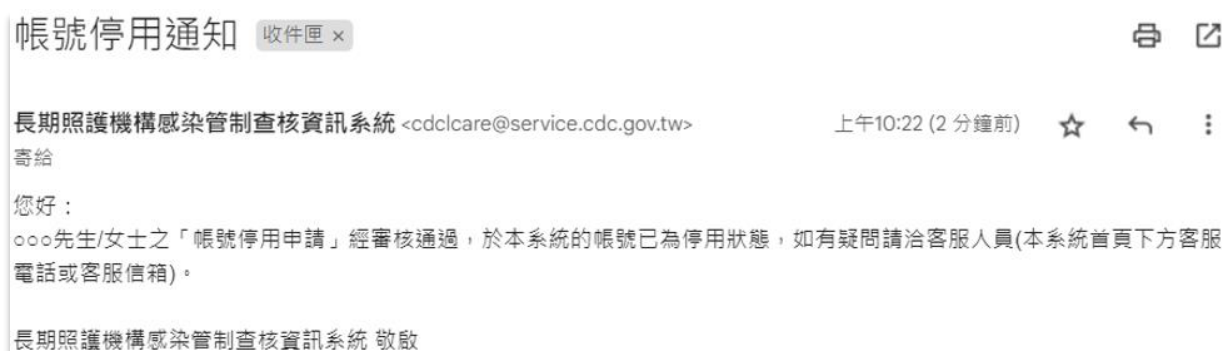 帳號停用通知 收件匣 ×
長期照護機構感染管制查核資訊系統 <cdclcare@service.cdc.gov.tw> 上午10:22 (2 分鐘前)
寄給
您好：
○○○先生/女士之「帳號停用申請」經審核通過，於本系統的帳號已為停用狀態，如有疑問請洽客服人員(本系統首頁下方客服
電話或客服信箱)。
長期照護機構感染管制查核資訊系統 敬啟